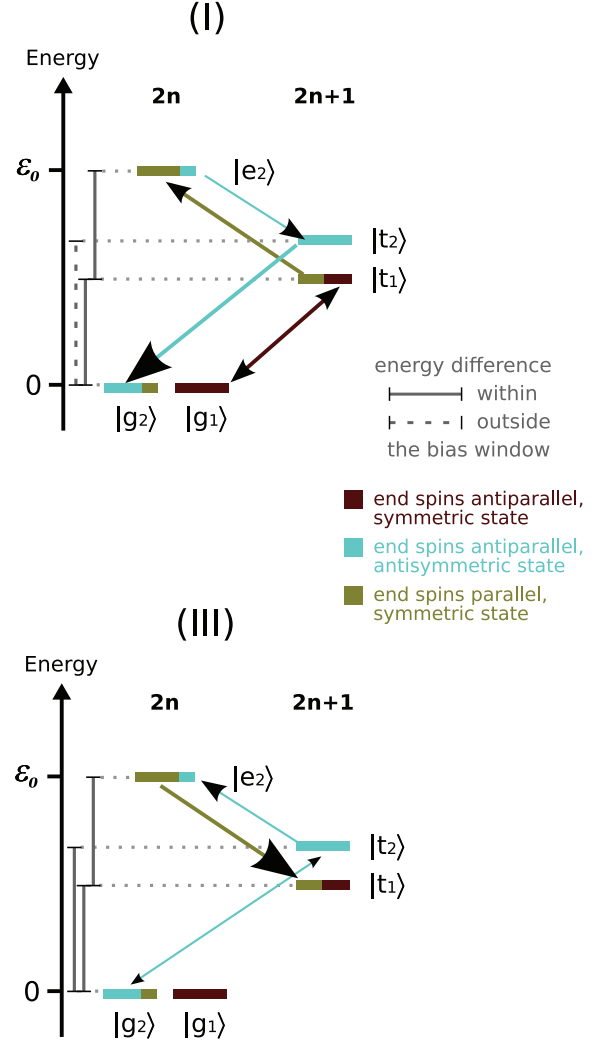 (I)
Energy
2n
2n+1
ε₀
|e₂⟩
|t₂⟩
|t₁⟩
0
|g₂⟩
|g₁⟩
energy difference
within
outside
the bias window
end spins antiparallel,
symmetric state
end spins antiparallel,
antisymmetric state
end spins parallel,
symmetric state
(III)
Energy
2n
2n+1
ε₀
|e₂⟩
|t₂⟩
|t₁⟩
0
|g₂⟩
|g₁⟩